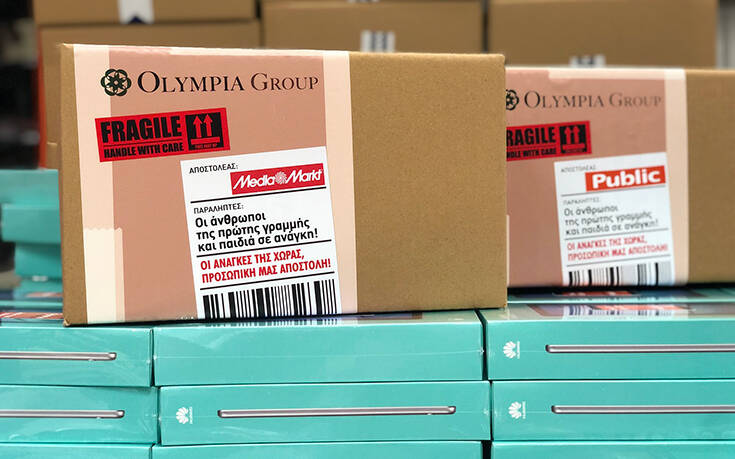 OLYMPIA GROUP
FRAGILE
HANDLE WITH CARE
ΑΠΟΣΤΟΛΕΑΣ:
Media Markt
ΠΑΡΑΛΗΠΤΕΣ:
Οι άνθρωποι
της πρώτης γραμμής
και παιδιά σε ανάγκη!
ΟΙ ΑΝΑΓΚΕΣ ΤΗΣ ΧΩΡΑΣ,
ΠΡΟΣΩΠΙΚΗ ΜΑΣ ΑΠΟΣΤΟΛΗ!
OLYMPIA GROUP
FRAGILE
HANDLE WITH CARE
ΑΠΟΣΤΟΛΕΑΣ:
Public
ΠΑΡΑΛΗΠΤΕΣ:
Οι άνθρωποι
της πρώτης γραμμής
και παιδιά σε ανάγκη!
ΟΙ ΑΝΑΓΚΕΣ ΤΗΣ ΧΩΡΑΣ,
ΠΡΟΣΩΠΙΚΗ ΜΑΣ ΑΠΟΣΤΟΛΗ!